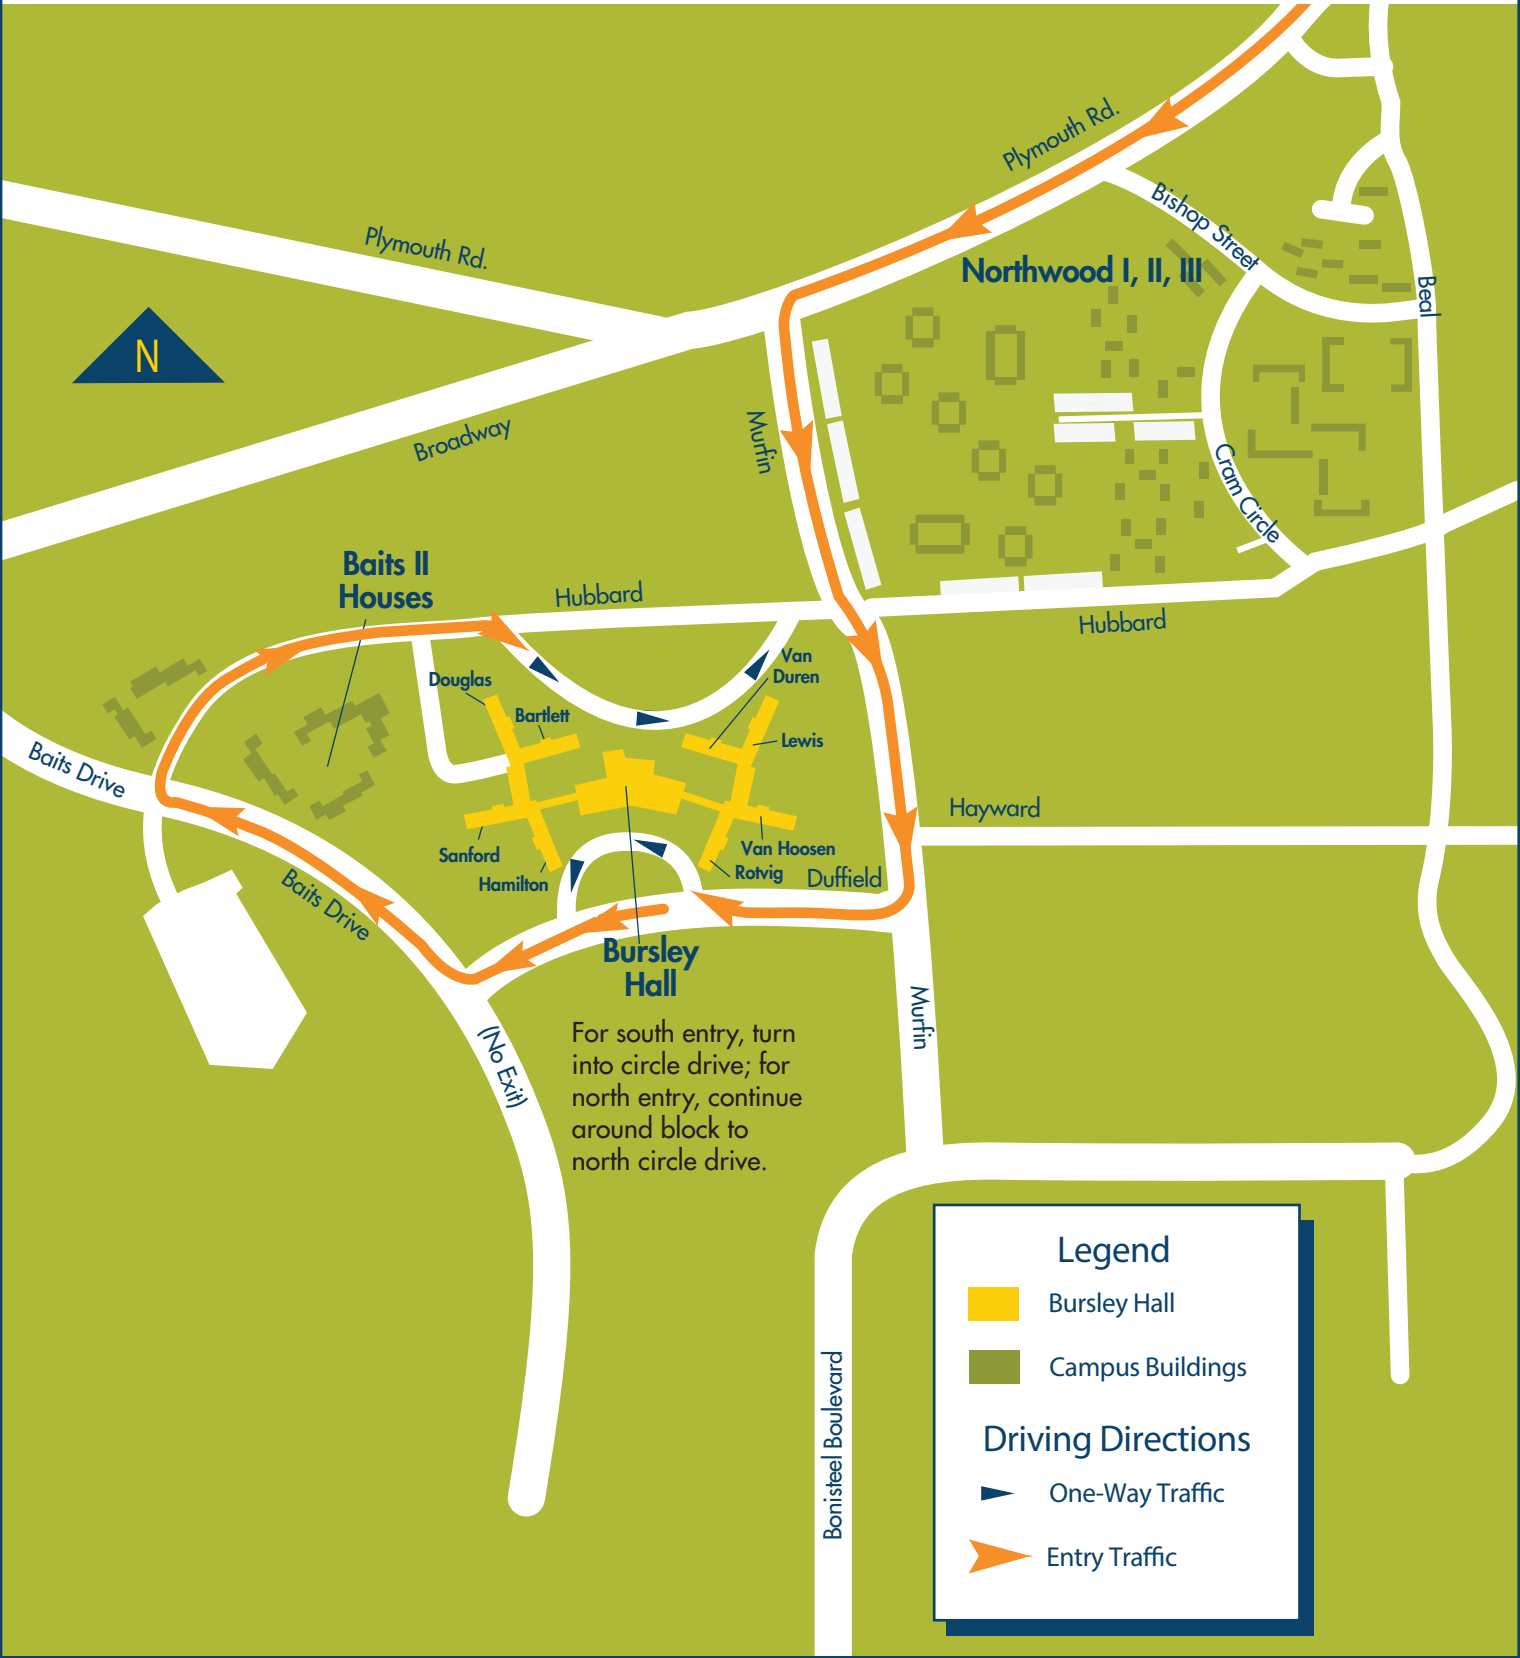 Plymouth Rd.
Bishop Street
Plymouth Rd.
Northwood I, II, III
Beal
N
Murfin
Broadway
Cram Circle
Baits II
Houses
Hubbard
Hubbard
Van
Duren
Douglas
Bartlett
Lewis
Baits Drive
Hayward
Sanford
Van Hoosen
Rotvig
Hamilton
Duffield
Baits Drive
Bursley
Hall
Murfin
(No Exit)
For south entry, turn
into circle drive; for
north entry, continue
around block to
north circle drive.
Legend
Bursley Hall
Campus Buildings
Driving Directions
One-Way Traffic
Entry Traffic
Bonisteel Boulevard